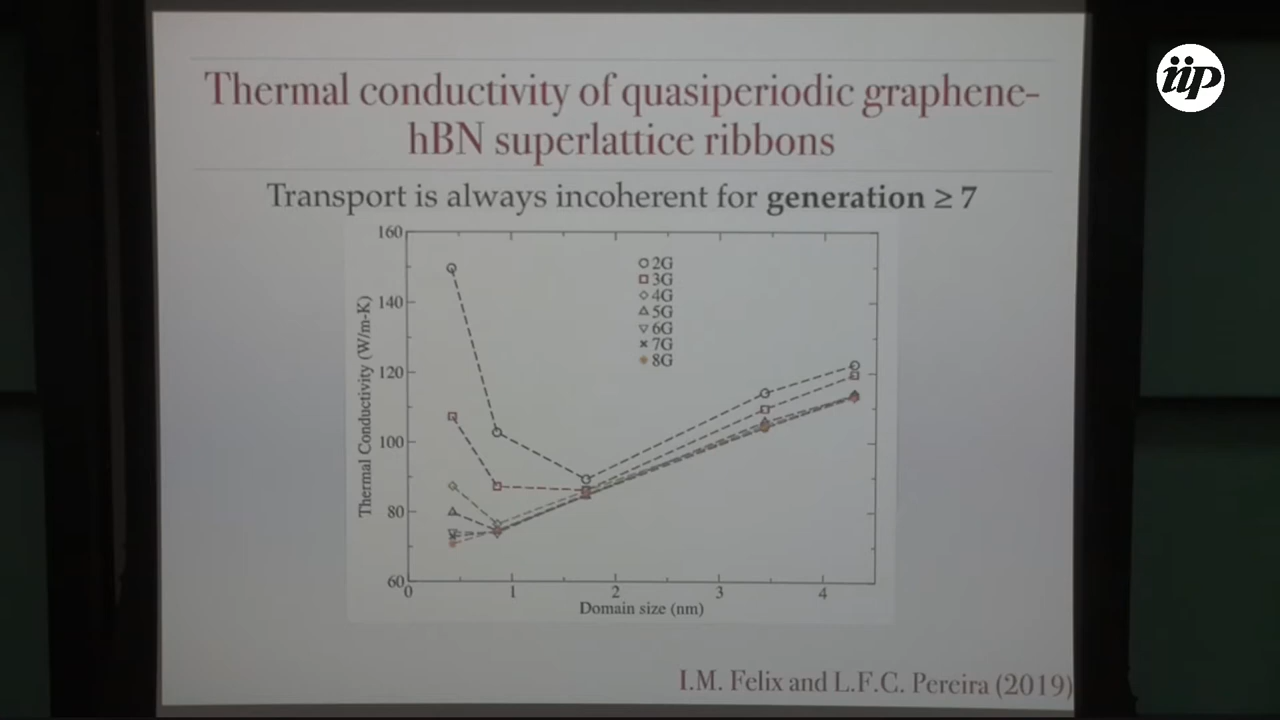 iip
Thermal conductivity of quasiperiodic graphene-
hBN superlattice ribbons
Transport is always incoherent for generation ≥ 7
160
140
120
100
80
60
Thermal Conductivity (W/m-K)
2G
3G
4G
5G
6G
7G
8G
0 1 2 3 4
Domain size (nm)
I.M. Felix and L.F.C. Pereira (2019)